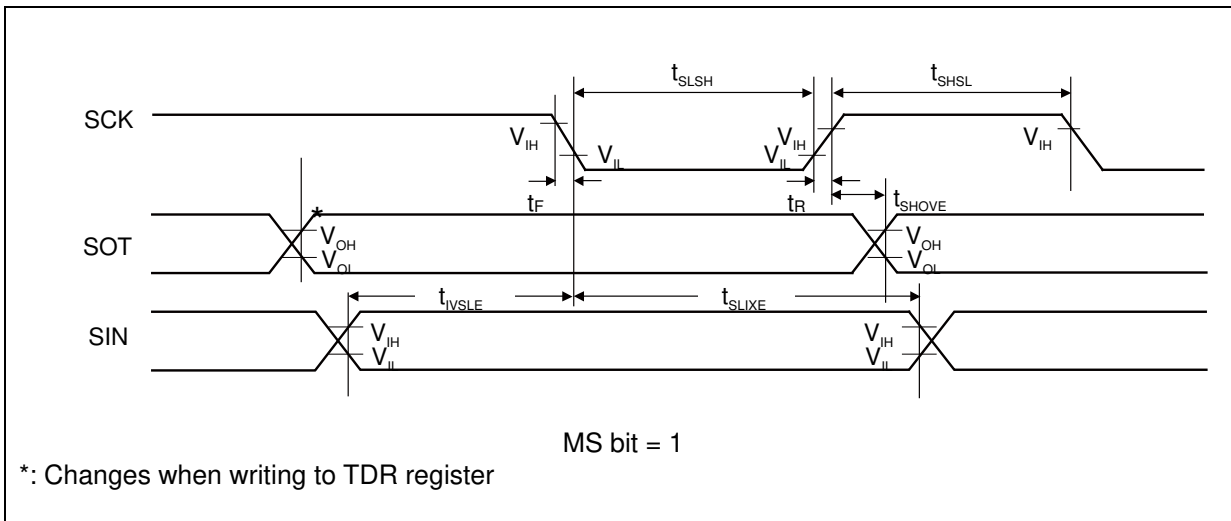 tSLSH tSHSL
SCK
VIH VIL VIH VIL VIH
tF tR tSHOVE
*
SOT
VOH VOL VOH VOL
tIVSLE tSLIXE
SIN
VIH VIL VIH VIL
MS bit = 1
*: Changes when writing to TDR register